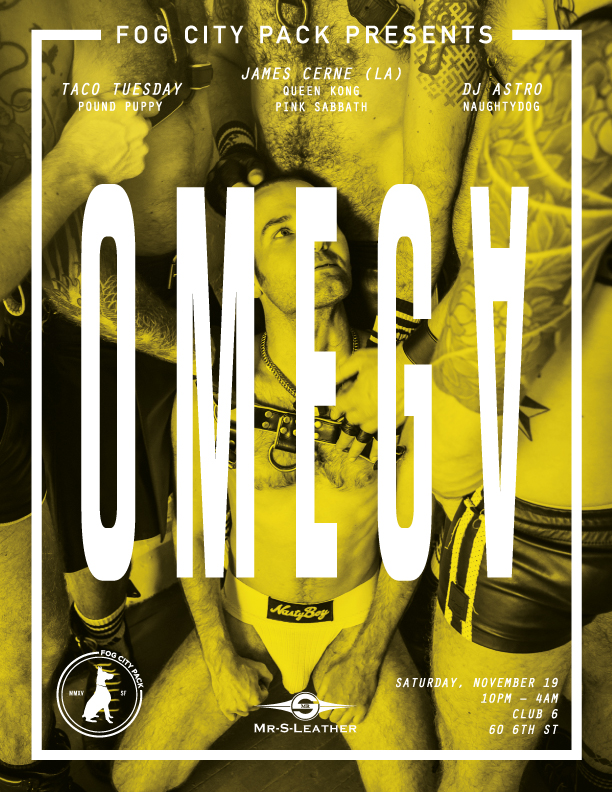 FOG CITY PACK PRESENTS
JAMES CERNE (LA)
QUEEN KONG
PINK SABBATH
TACO TUESDAY
POUND PUPPY
DJ ASTRO
NAUGHTYDOG
OMEGA
NastyBoy
FOG CITY PACK
MMXV SF
MR-S-LEATHER
SATURDAY, NOVEMBER 19
10PM – 4AM
CLUB 6
60 6TH ST